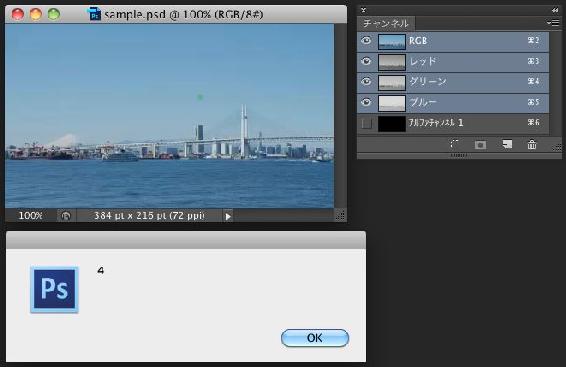 sample.psd @ 100% (RGB/8#)
100%
384 pt x 216 pt (72 ppi)
チャンネル
RGB ⌘2
レッド ⌘3
グリーン ⌘4
ブルー ⌘5
アルファチャンネル 1 ⌘6
Ps
4
OK